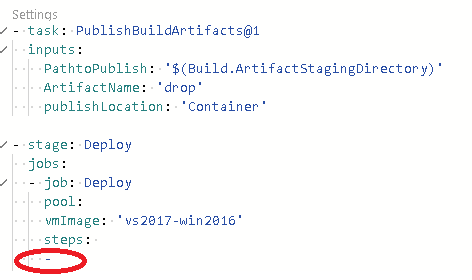 Settings
- task: PublishBuildArtifacts@1
inputs:
PathtoPublish: '$(Build.ArtifactStagingDirectory)'
ArtifactName: 'drop'
publishLocation: 'Container'
- stage: Deploy
jobs:
- job: Deploy
pool:
vmImage: 'vs2017-win2016'
steps:
-